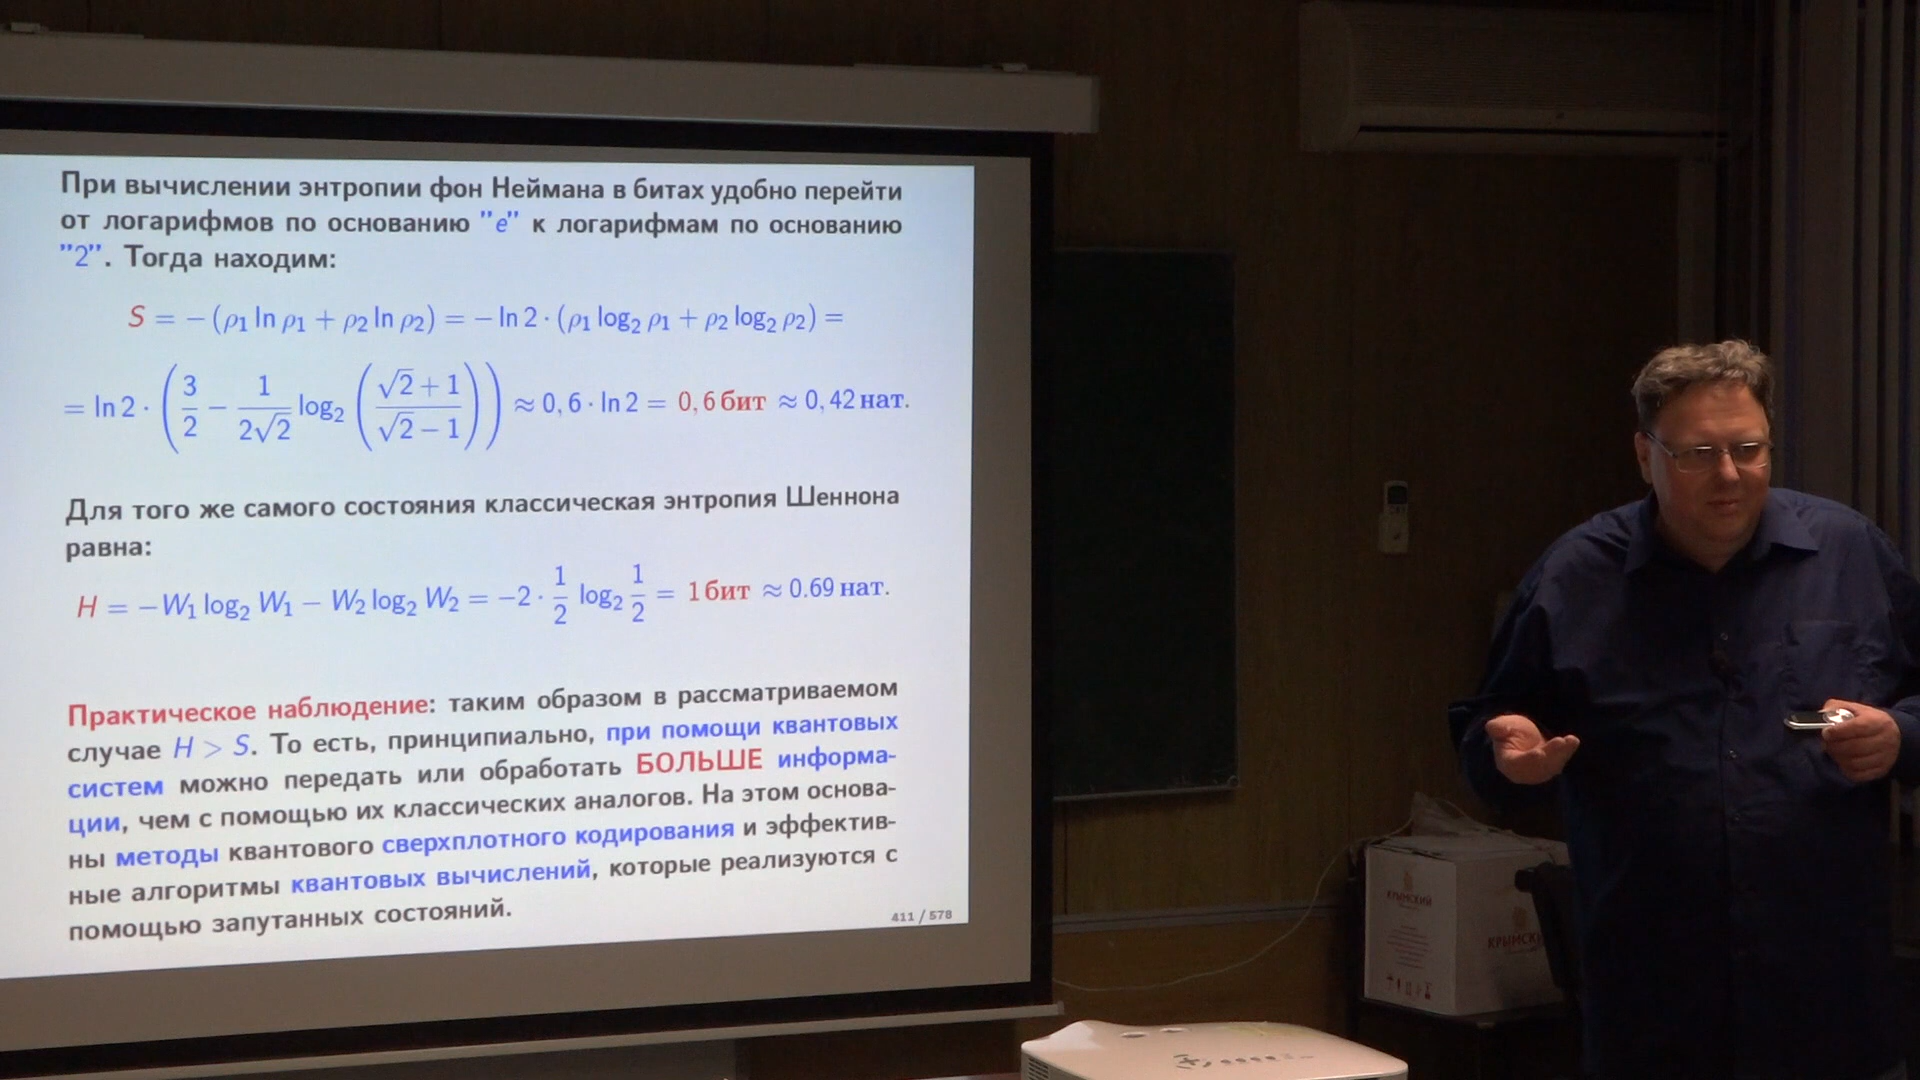 При вычислении энтропии фон Неймана в битах удобно перейти
от логарифмов по основанию "e" к логарифмам по основанию
"2". Тогда находим:
S = − (ρ₁ ln ρ₁ + ρ₂ ln ρ₂) = − ln 2 · (ρ₁ log₂ ρ₁ + ρ₂ log₂ ρ₂) =
= ln 2 · (3/2 − 1/(2√2) log₂ ((√2 + 1)/(√2 − 1))) ≈ 0, 6 · ln 2 = 0, 6 бит ≈ 0, 42 нат.
Для того же самого состояния классическая энтропия Шеннона
равна:
H = −W₁ log₂ W₁ − W₂ log₂ W₂ = −2 · 1/2 log₂ 1/2 = 1 бит ≈ 0.69 нат.
Практическое наблюдение: таким образом в рассматриваемом
случае H > S. То есть, принципиально, при помощи квантовых
систем можно передать или обработать БОЛЬШЕ информа-
ции, чем с помощью их классических аналогов. На этом основа-
ны методы квантового сверхплотного кодирования и эффектив-
ные алгоритмы квантовых вычислений, которые реализуются с
помощью запутанных состояний.
411 / 578
КРЫМСКИЙ